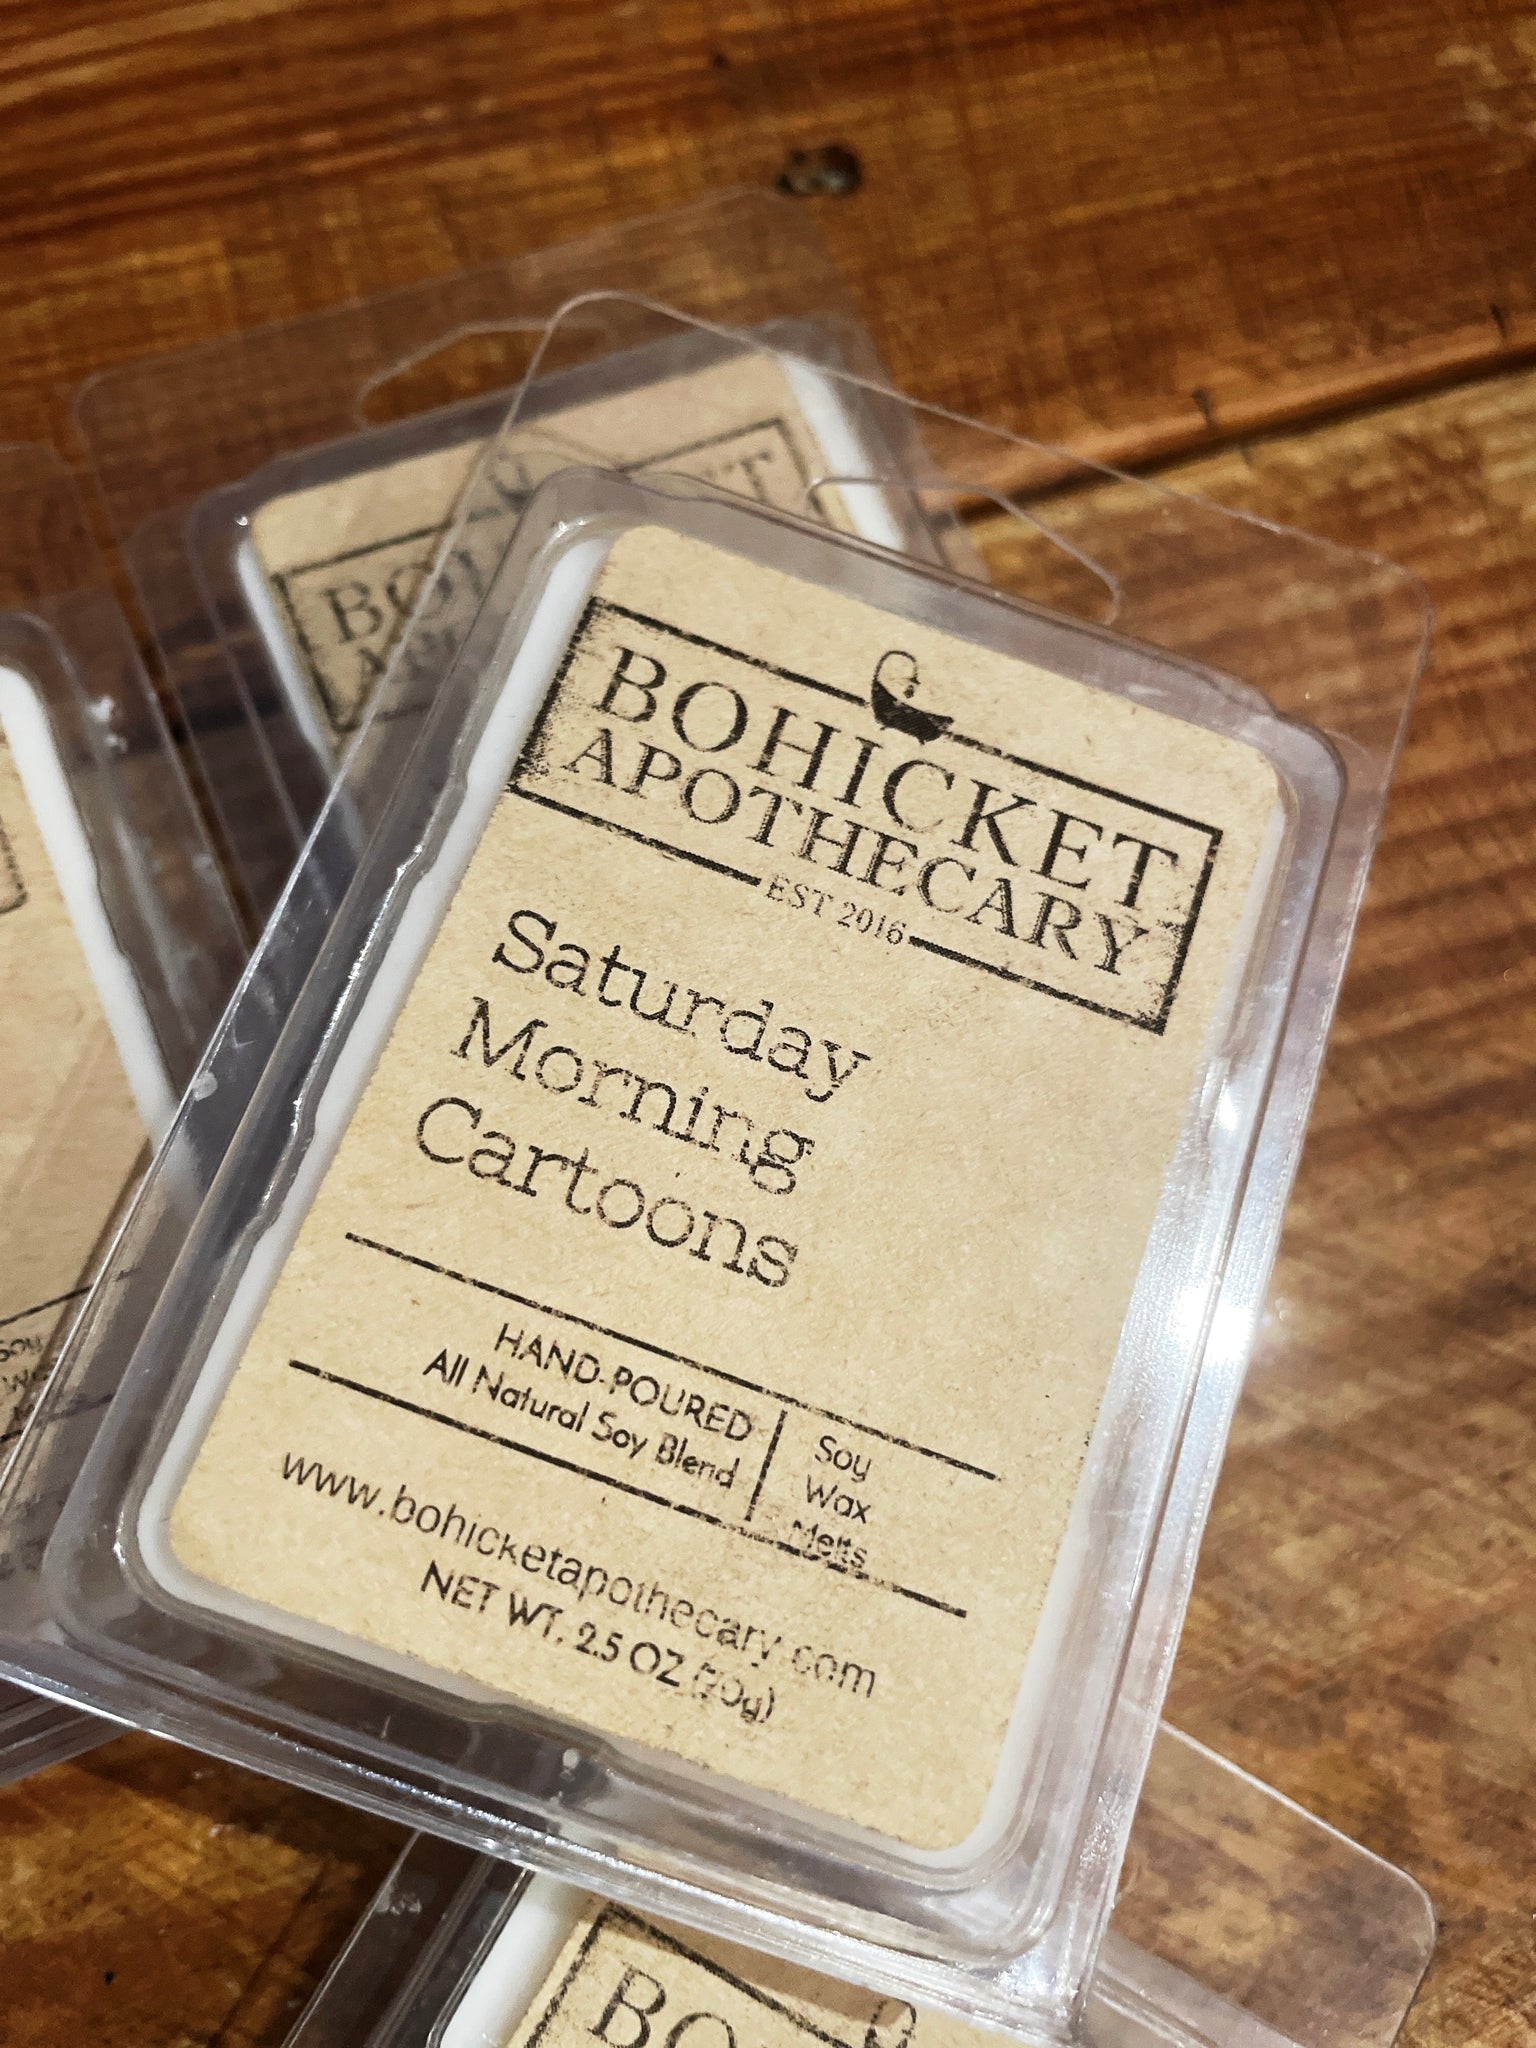 BOHICKET
APOTHECARY
EST 2016
Saturday
Morning
Cartoons
HAND-POURED
All Natural Soy Blend
Soy
Wax
Melts
www.bohicketapothecary.com
NET WT. 2.5 OZ (70g)
BO